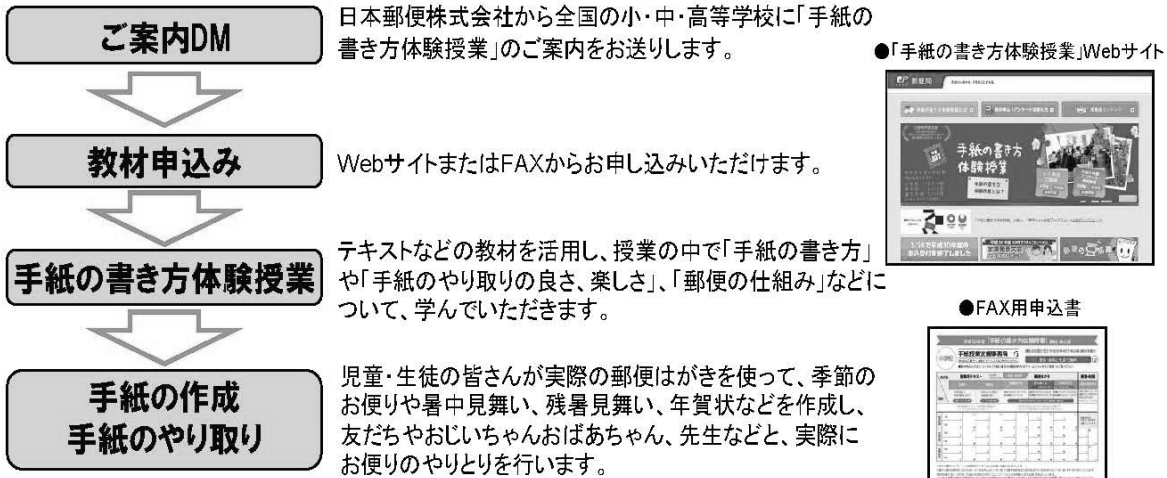 ご案内DM
日本郵便株式会社から全国の小・中・高等学校に「手紙の
書き方体験授業」のご案内をお送りします。
教材申込み
WebサイトまたはFAXからお申し込みいただけます。
手紙の書き方体験授業
テキストなどの教材を活用し、授業の中で「手紙の書き方」
や「手紙のやり取りの良さ、楽しさ」、「郵便の仕組み」などに
ついて、学んでいただきます。
手紙の作成
手紙のやり取り
児童・生徒の皆さんが実際の郵便はがきを使って、季節の
お便りや暑中見舞い、残暑見舞い、年賀状などを作成し、
友だちやおじいちゃんおばあちゃん、先生などと、実際に
お便りのやりとりを行います。
●「手紙の書き方体験授業」Webサイト
郵便局
手紙の書き方
体験授業
●FAX用申込書